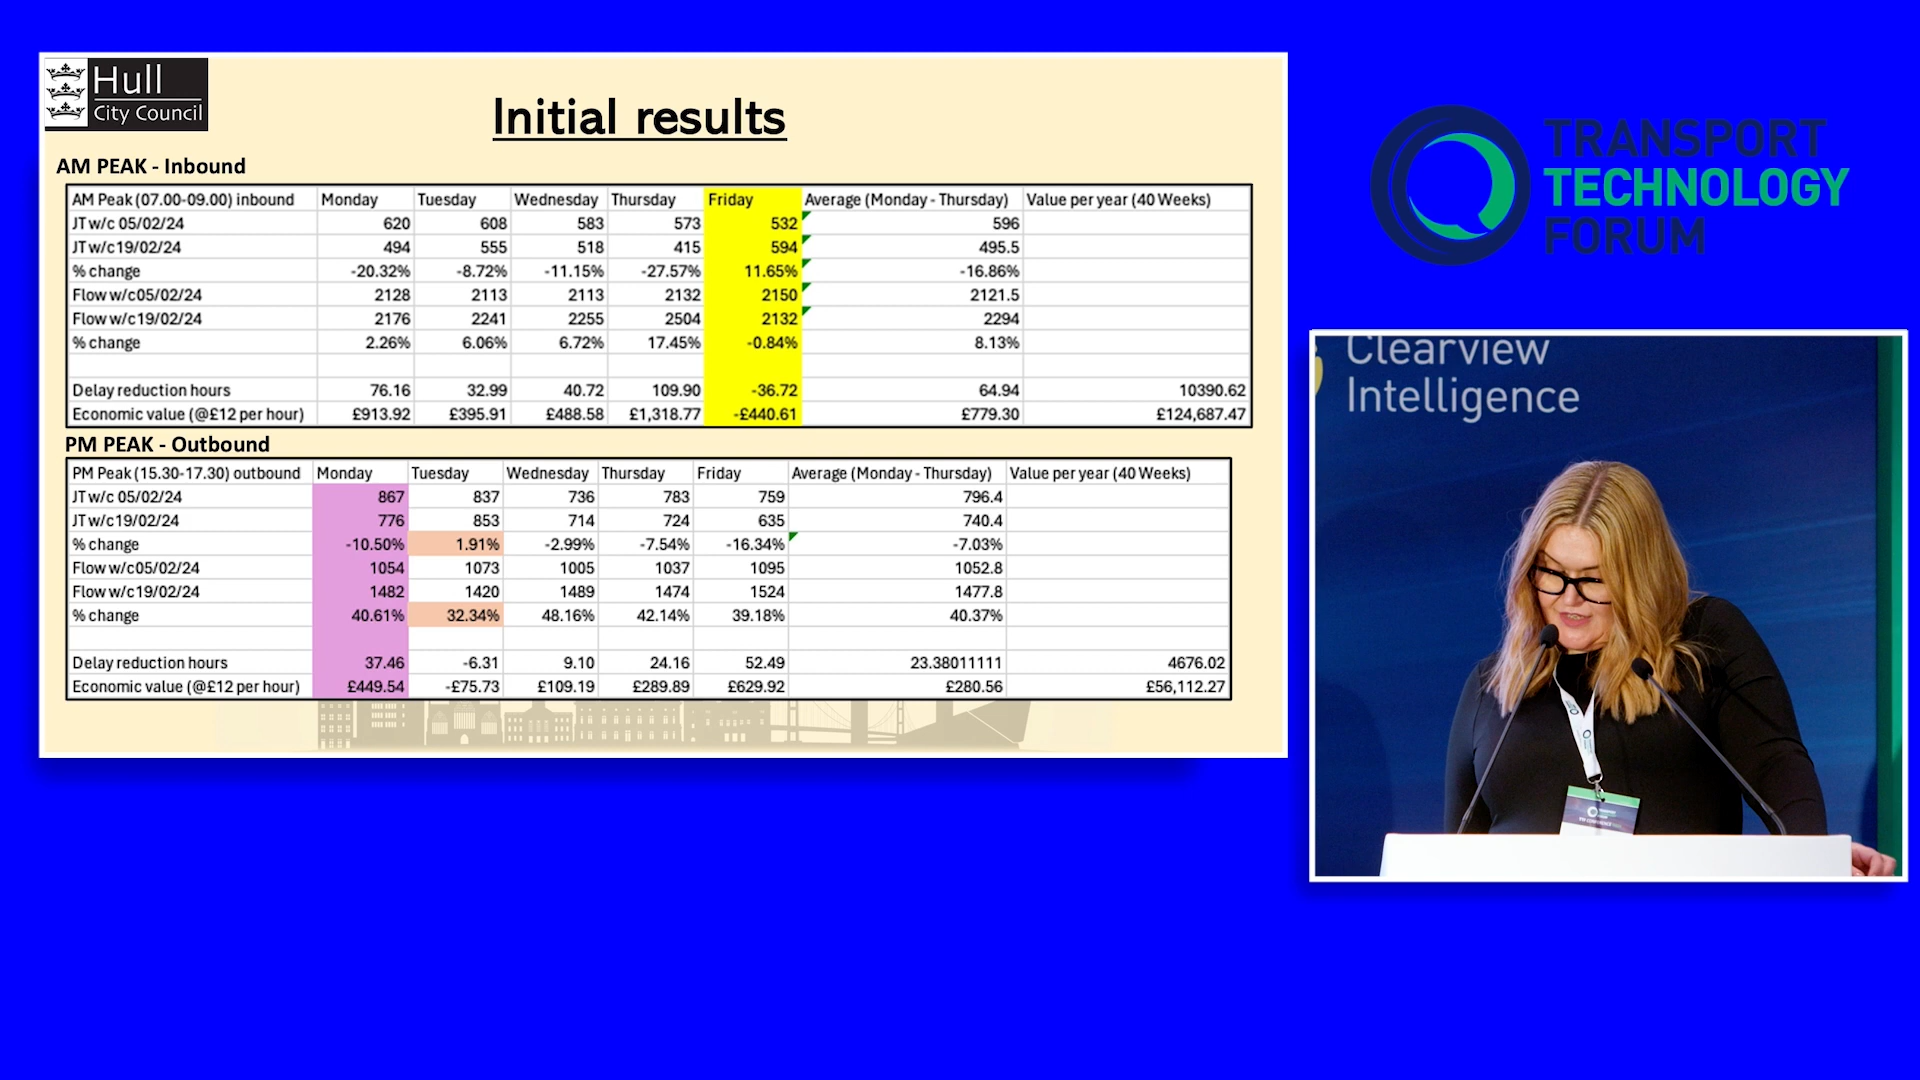 Hull
City Council
Initial results
AM PEAK - Inbound
AM Peak (07.00-09.00) inbound Monday Tuesday Wednesday Thursday Friday Average (Monday - Thursday) Value per year (40 Weeks)
JT w/c 05/02/24 620 608 583 573 532 596
JT w/c19/02/24 494 555 518 415 594 495.5
% change -20.32% -8.72% -11.15% -27.57% 11.65% -16.86%
Flow w/c05/02/24 2128 2113 2113 2132 2150 2121.5
Flow w/c19/02/24 2176 2241 2255 2504 2132 2294
% change 2.26% 6.06% 6.72% 17.45% -0.84% 8.13%
Delay reduction hours 76.16 32.99 40.72 109.90 -36.72 64.94 10390.62
Economic value (@£12 per hour) £913.92 £395.91 £488.58 £1,318.77 -£440.61 £779.30 £124,687.47
PM PEAK - Outbound
PM Peak (15.30-17.30) outbound Monday Tuesday Wednesday Thursday Friday Average (Monday - Thursday) Value per year (40 Weeks)
JT w/c 05/02/24 867 837 736 783 759 796.4
JT w/c19/02/24 776 853 714 724 635 740.4
% change -10.50% 1.91% -2.99% -7.54% -16.34% -7.03%
Flow w/c05/02/24 1054 1073 1005 1037 1095 1052.8
Flow w/c19/02/24 1482 1420 1489 1474 1524 1477.8
% change 40.61% 32.34% 48.16% 42.14% 39.18% 40.37%
Delay reduction hours 37.46 -6.31 9.10 24.16 52.49 23.38011111 4676.02
Economic value (@£12 per hour) £449.54 -£75.73 £109.19 £289.89 £629.92 £280.56 £56,112.27
TRANSPORT
TECHNOLOGY
FORUM
Clearview
Intelligence